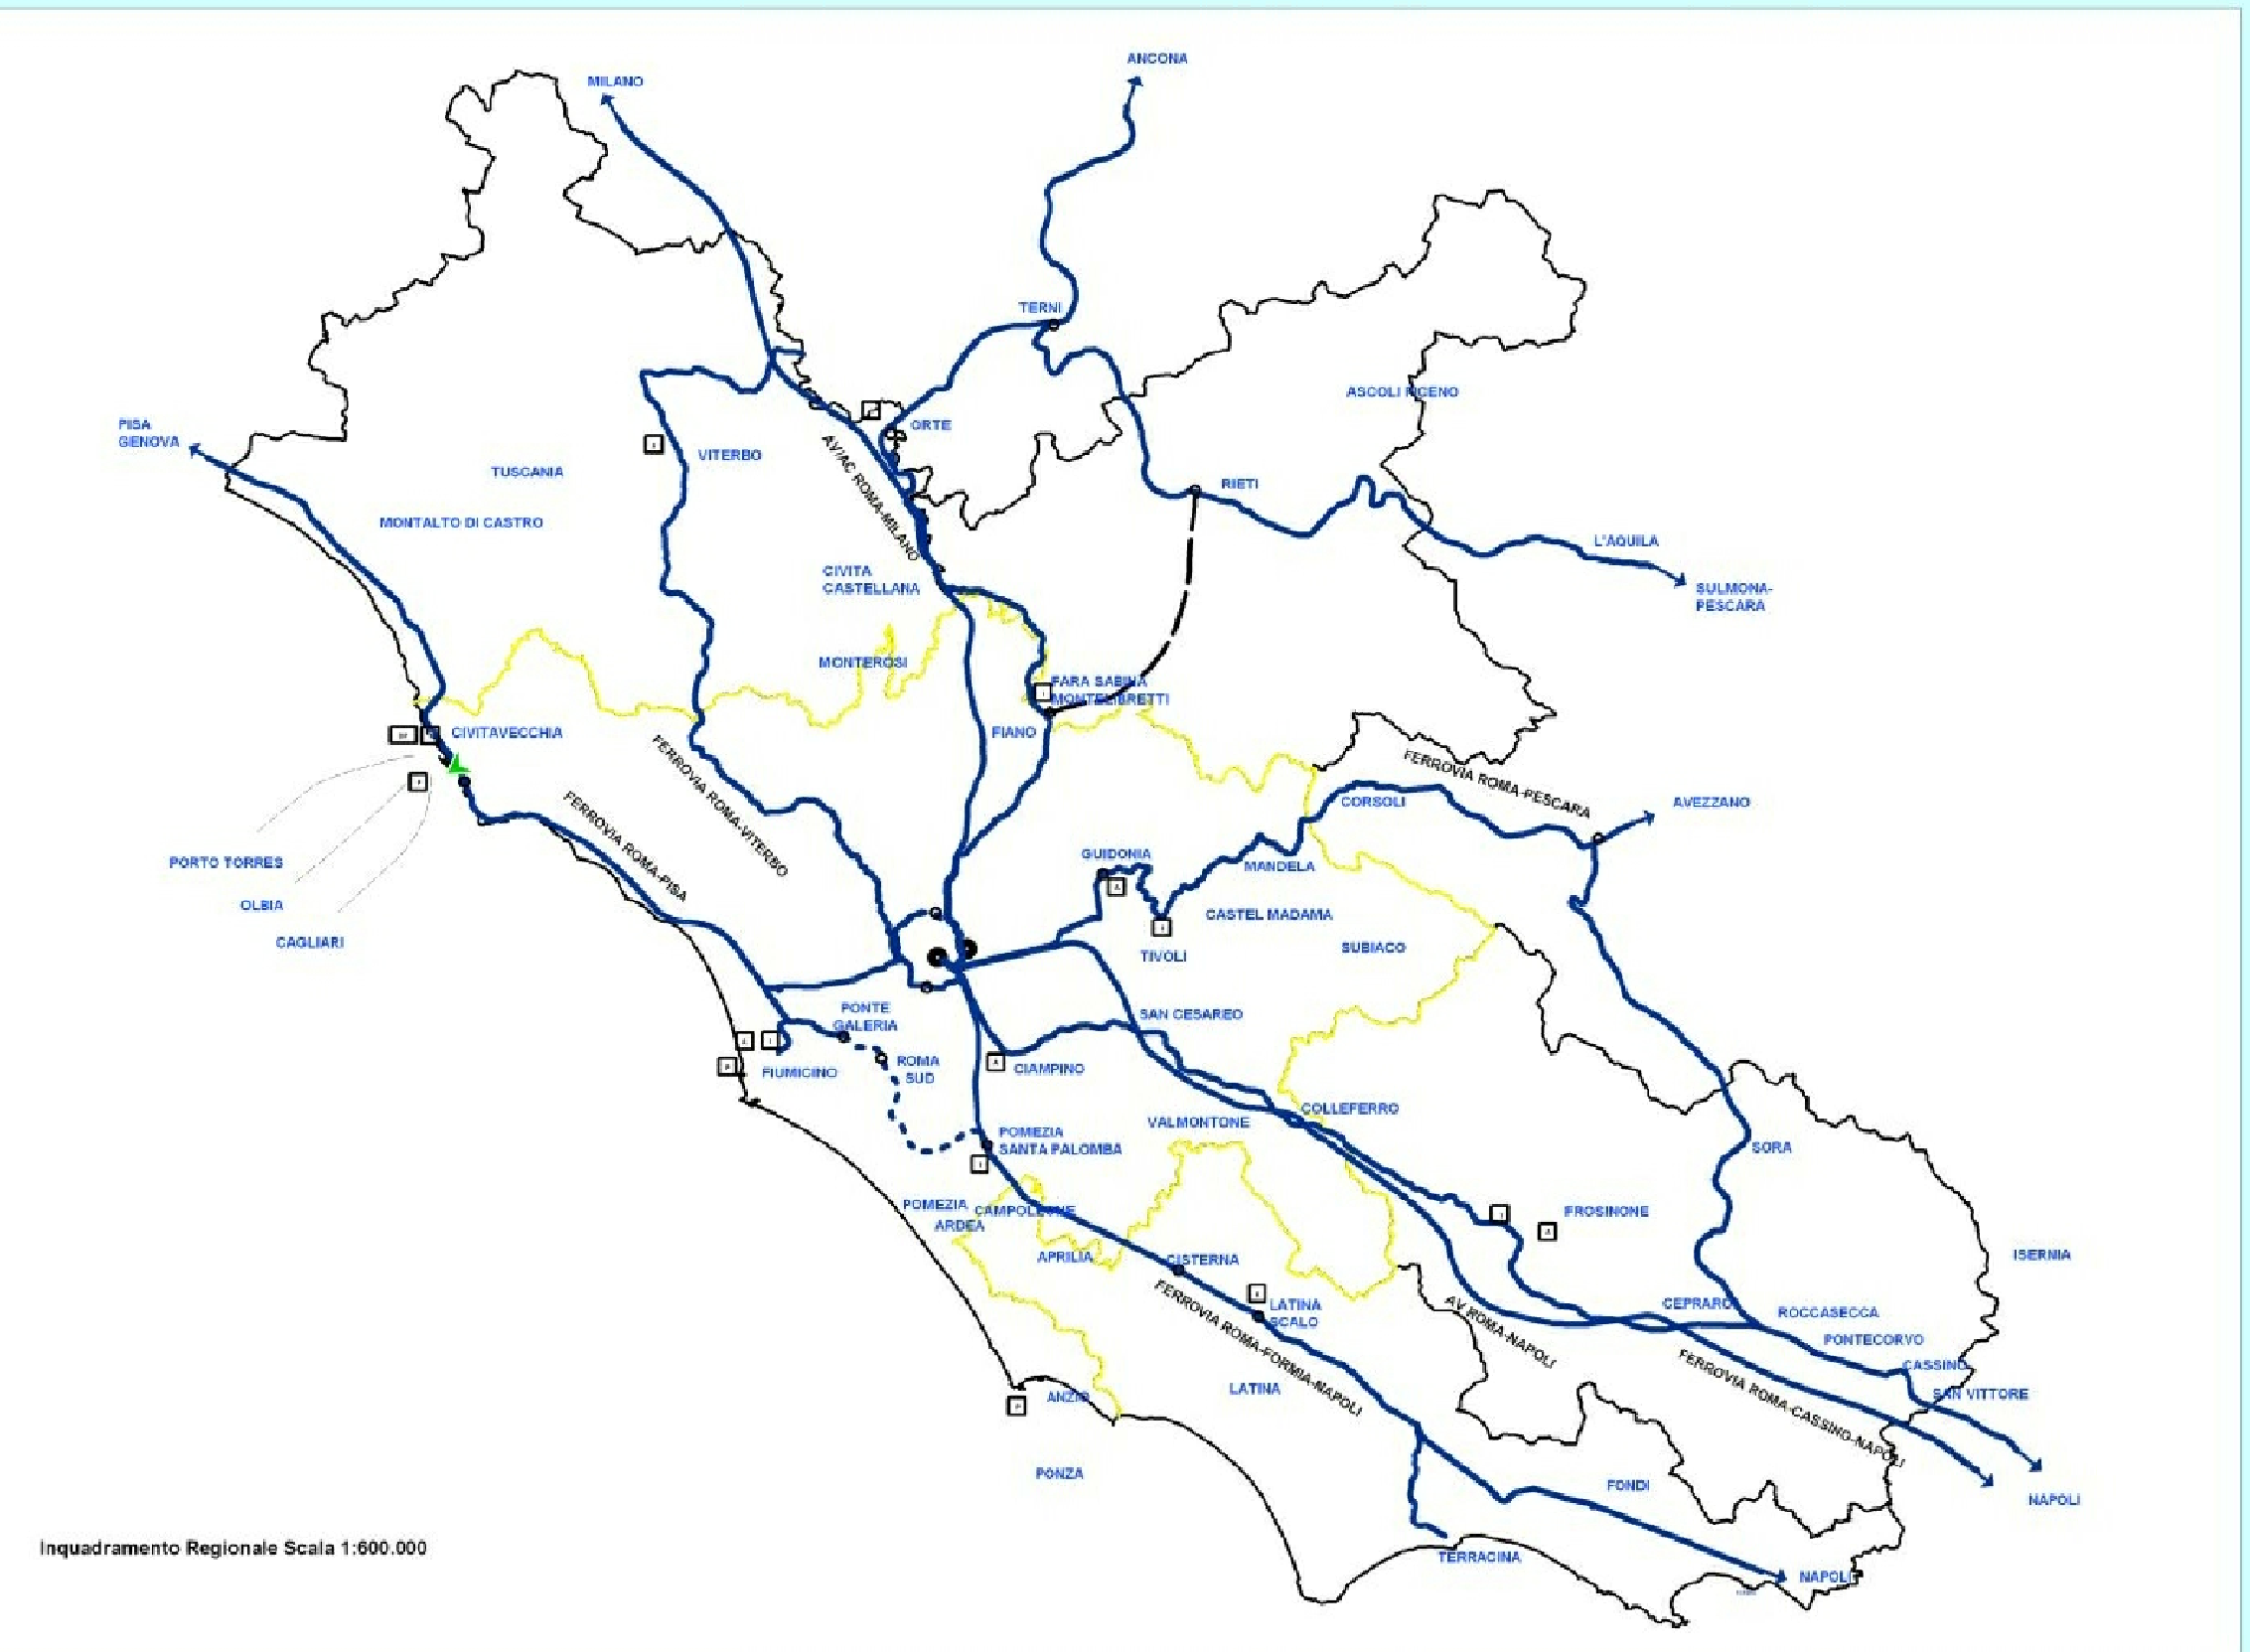 ANCONA
MILANO
TERNI
ASCOLI PICENO
PISA
GENOVA
ORTE
VITERBO
TUSCANIA
RIETI
MONTALTO DI CASTRO
AV/AC ROMA-MILANO
L'AQUILA
SULMONA-
PESCARA
CIVITA
CASTELLANA
MONTEROSI
FARA SABINA
MONTELIBRETTI
FIANO
CIVITAVECCHIA
FERROVIA ROMA-VITERBO
FERROVIA ROMA-PESCARA
FERROVIA ROMA-PISA
CORSOLI
AVEZZANO
GUIDONIA
PORTO TORRES
MANDELA
OLBIA
CASTEL MADAMA
CAGLIARI
SUBIACO
TIVOLI
PONTE
GALERIA
SAN CESAREO
ROMA
SUD
FIUMICINO
CIAMPINO
COLLEFERRO
VALMONTONE
POMEZIA
SANTA PALOMBA
SORA
POMEZIA
CAMPOLEONE
ARDEA
FROSINONE
APRILIA
CISTERNA
ISERNIA
FERROVIA ROMA-FORMIA-NAPOLI
LATINA
SCALO
AV ROMA-NAPOLI
CEPRARO
ROCCASECCA
PONTECORVO
FERROVIA ROMA-CASSINO-NAPOLI
CASSINO
SAN VITTORE
LATINA
ANZIO
PONZA
FONDI
NAPOLI
Inquadramento Regionale Scala 1:600.000
TERRACINA
NAPOLI